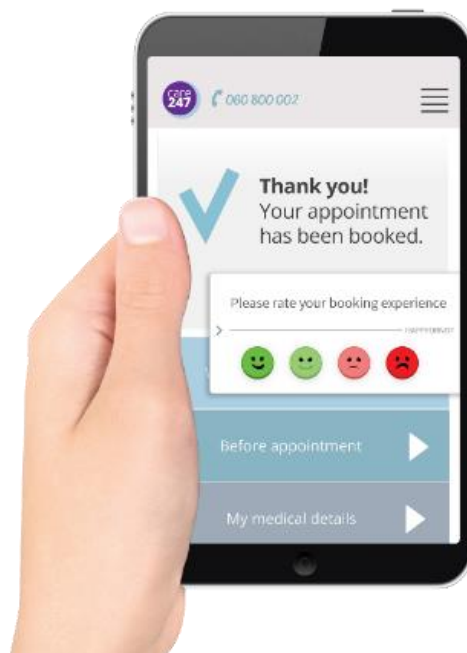 care
247
060 800 002
Thank you!
Your appointment
has been booked.
Please rate your booking experience
HAPPYORNOT
Before appointment
My medical details